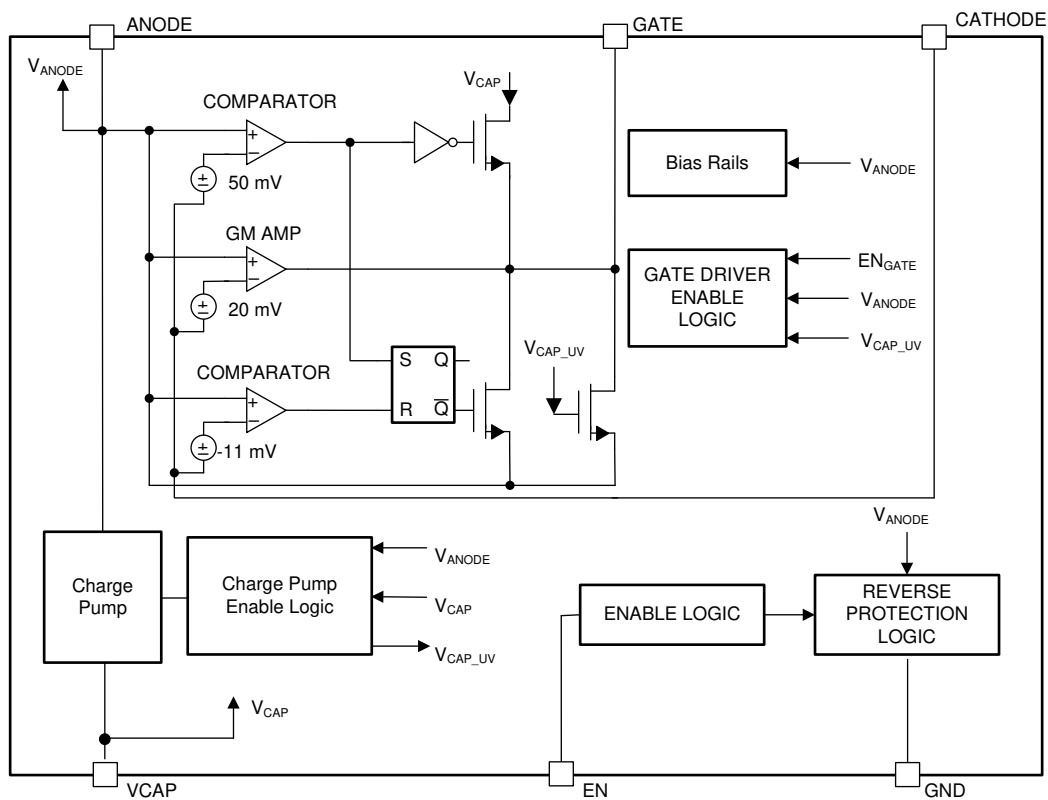 ANODE
GATE
CATHODE
V_ANODE
V_CAP
COMPARATOR
+
−
±
50 mV
Bias Rails
V_ANODE
GM AMP
+
−
±
20 mV
GATE DRIVER
ENABLE
LOGIC
EN_GATE
V_ANODE
V_CAP_UV
COMPARATOR
+
−
±
-11 mV
S Q
R Q̅
V_CAP_UV
V_ANODE
Charge
Pump
Charge Pump
Enable Logic
V_ANODE
V_CAP
V_CAP_UV
ENABLE LOGIC
REVERSE
PROTECTION
LOGIC
V_CAP
VCAP
EN
GND